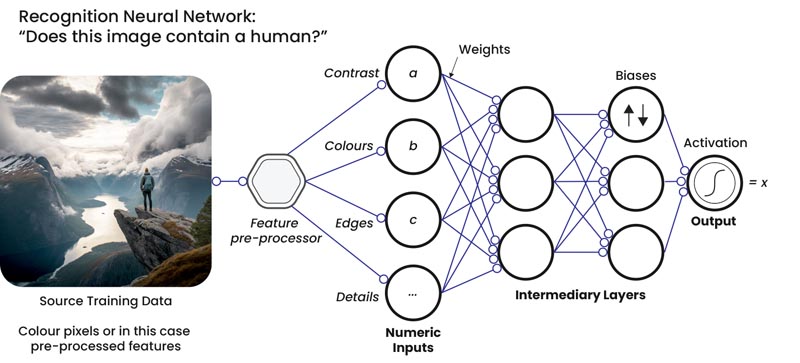 Recognition Neural Network:
“Does this image contain a human?”
Source Training Data
Colour pixels or in this case
pre-processed features
Feature
pre-processor
Contrast
Colours
Edges
Details
a
b
c
...
Numeric
Inputs
Weights
Intermediary Layers
Biases
Activation
= x
Output